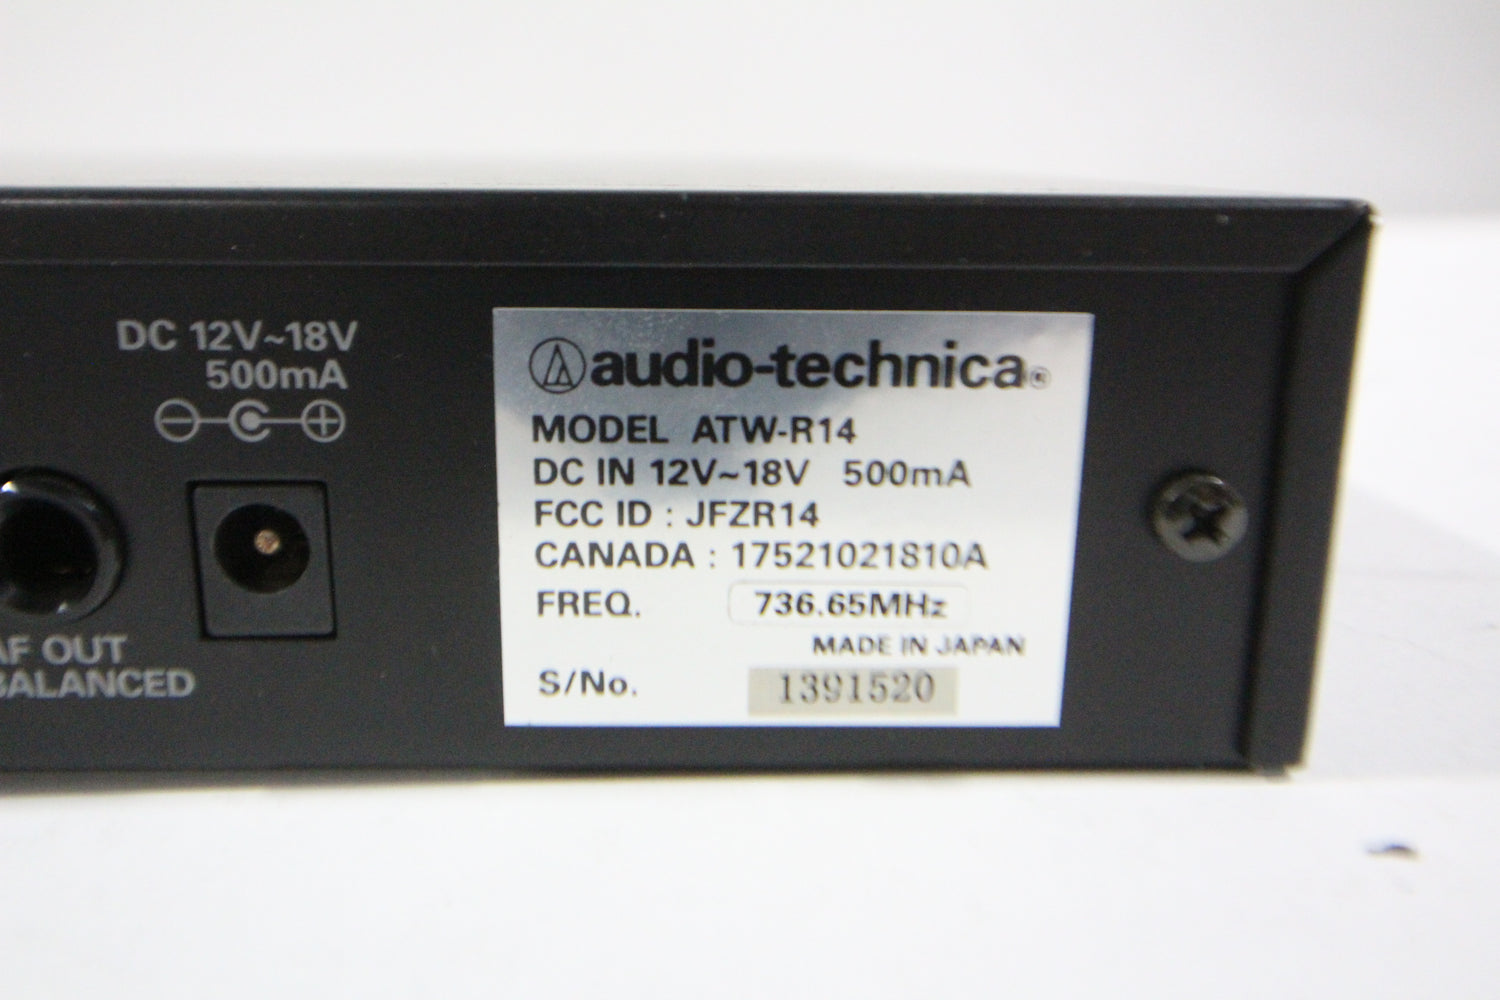 DC 12V~18V
500mA
AF OUT
BALANCED
audio-technica®
MODEL ATW-R14
DC IN 12V~18V 500mA
FCC ID : JFZR14
CANADA : 17521021810A
FREQ. 736.65MHz
MADE IN JAPAN
S/No. 1391520